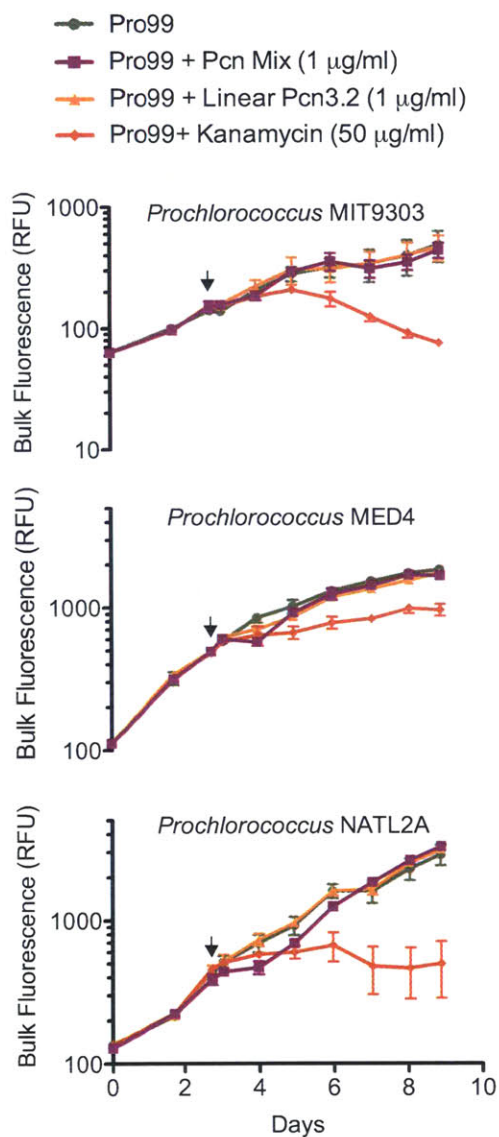 Pro99
Pro99 + Pcn Mix (1 μg/ml)
Pro99 + Linear Pcn3.2 (1 μg/ml)
Pro99+ Kanamycin (50 μg/ml)
Prochlorococcus MIT9303
Bulk Fluorescence (RFU)
1000
100
10
Prochlorococcus MED4
Bulk Fluorescence (RFU)
1000
100
Prochlorococcus NATL2A
Bulk Fluorescence (RFU)
1000
100
0 2 4 6 8 10
Days